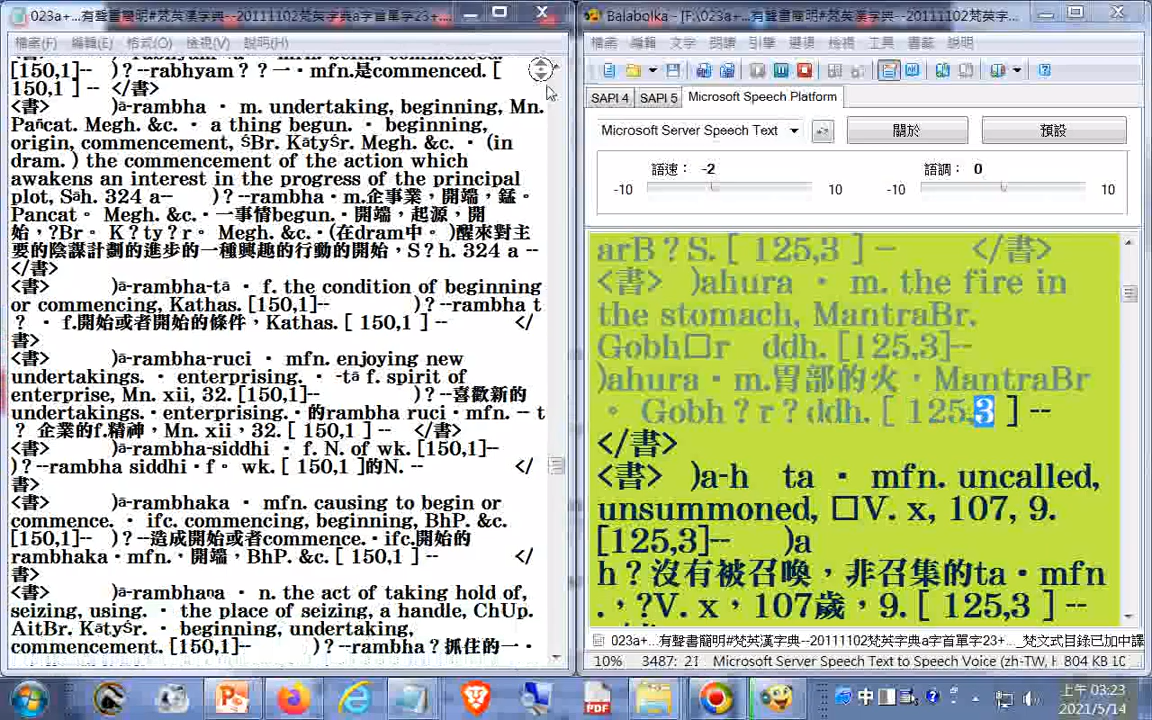 有聲書簡明#梵英漢字典--20111102梵英字典a字首單字23+...
檔案(F) 編輯(E) 格式(O) 檢視(V) 說明(H)
[150,1]-- )? --rabhyam？？一‧mfn.是commenced. [
150,1 ] -- </書>
<書> )ā-rambha ‧ m. undertaking, beginning, Mn.
Pañcat. Megh. &c. ‧ a thing begun. ‧ beginning,
origin, commencement, ŚBr. KātyŚr. Megh. &c. ‧ (in
dram. ) the commencement of the action which
awakens an interest in the progress of the principal
plot, Sāh. 324 a-- )? --rambha‧m.企事業，開端，錳。
Pancat。 Megh. &c.‧一事情begun.‧開端，起源，開
始，?Br。 K？ty？r。 Megh. &c.‧(在dram中。 )醒來對主
要的陰謀計劃的進步的一種興趣的行動的開始，S？h. 324 a --
</書>
<書> )ā-rambha-tā ‧ f. the condition of beginning
or commencing, Kathas. [150,1]-- )? --rambha t
？ ‧ f.開始或者開始的條件，Kathas. [ 150,1 ] -- </
書>
<書> )ā-rambha-ruci ‧ mfn. enjoying new
undertakings. ‧ enterprising. ‧ -tā f. spirit of
enterprise, Mn. xii, 32. [150,1]-- )? --喜歡新的
undertakings.‧enterprising.‧的rambha ruci‧mfn. -- t
？ 企業的f.精神，Mn. xii，32. [ 150,1 ] -- </書>
<書> )ā-rambha-siddhi ‧ f. N. of wk. [150,1]--
)? --rambha siddhi‧f。 wk. [ 150,1 ]的N. -- </
書>
<書> )ā-rambhaka ‧ mfn. causing to begin or
commence. ‧ ifc. commencing, beginning, BhP. &c.
[150,1]-- )? --造成開始或者commence.‧ifc.開始的
rambhaka‧mfn.，開端，BhP. &c. [ 150,1 ] -- </
書>
<書> )ā-rambhaṇa ‧ n. the act of taking hold of,
seizing, using. ‧ the place of seizing, a handle, ChUp.
AitBr. KātyŚr. ‧ beginning, undertaking,
commencement. [150,1]-- )? --rambha？抓住的一‧
Balabolka - [F:\023a+...有聲書簡明#梵英漢字典--20111102梵英字...
檔案 編輯 文字 朗讀 引擎 選項 檢視 工具 書籤 說明
SAPI 4 SAPI 5 Microsoft Speech Platform
Microsoft Server Speech Text 關於 預設
語速： -2 語調： 0
-10 10 -10 10
arB？S. [ 125,3 ] -- </書>
<書> )ahura ‧ m. the fire in
the stomach, MantraBr.
Gobh□r ddh. [125,3]--
)ahura‧m.胃部的火，MantraBr
。 Gobh？r？ddh. [ 125,3 ] --
</書>
<書> )a-h ta ‧ mfn. uncalled,
unsummoned, □V. x, 107, 9.
[125,3]-- )a
h？沒有被召喚，非召集的ta‧mfn
.，?V. x，107歲，9. [ 125,3 ] --
023a+...有聲書簡明#梵英漢字典--20111102梵英字典a字首單字23+..._梵文式目錄已加中譯
10% 3487: 21 Microsoft Server Speech Text to Speech Voice (zh-TW, H 804 KB
上午 03:23
2021/5/14